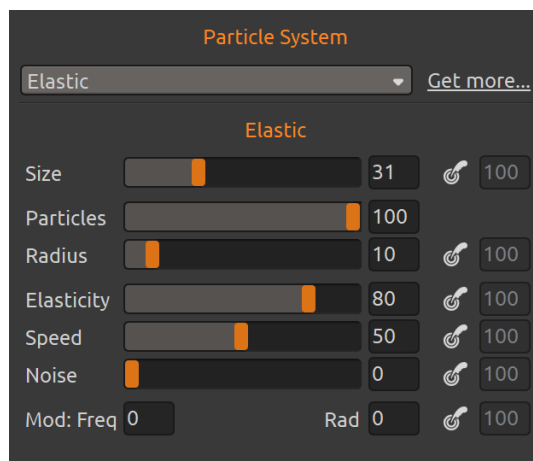 Particle System
Elastic Get more...
Elastic
Size 31 100
Particles 100
Radius 10 100
Elasticity 80 100
Speed 50 100
Noise 0 100
Mod: Freq 0 Rad 0 100